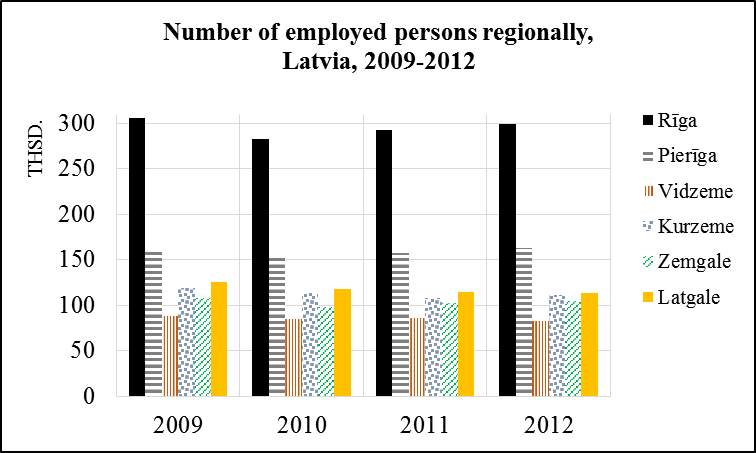 Number of employed persons regionally,
Latvia, 2009-2012
THSD.
300
250
200
150
100
50
0
2009 2010 2011 2012
Rīga
Pierīga
Vidzeme
Kurzeme
Zemgale
Latgale